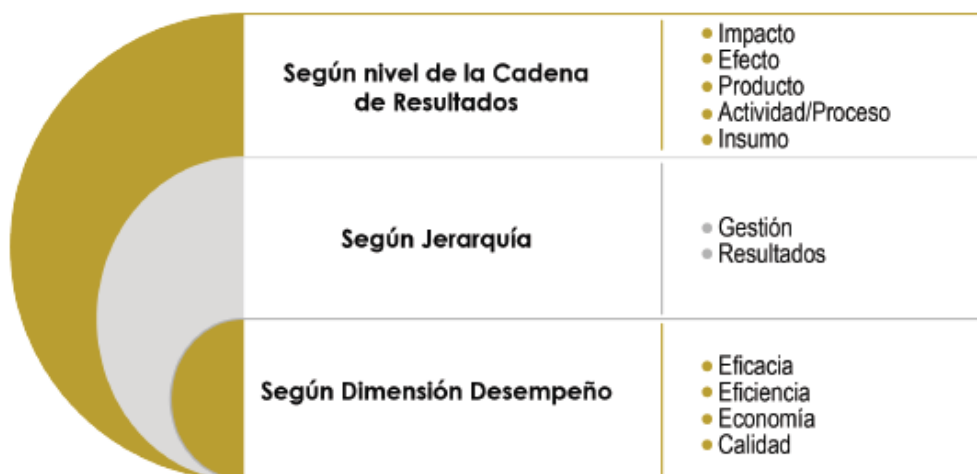 Según nivel de la Cadena
de Resultados
Impacto
Efecto
Producto
Actividad/Proceso
Insumo
Según Jerarquía
Gestión
Resultados
Según Dimensión Desempeño
Eficacia
Eficiencia
Economía
Calidad